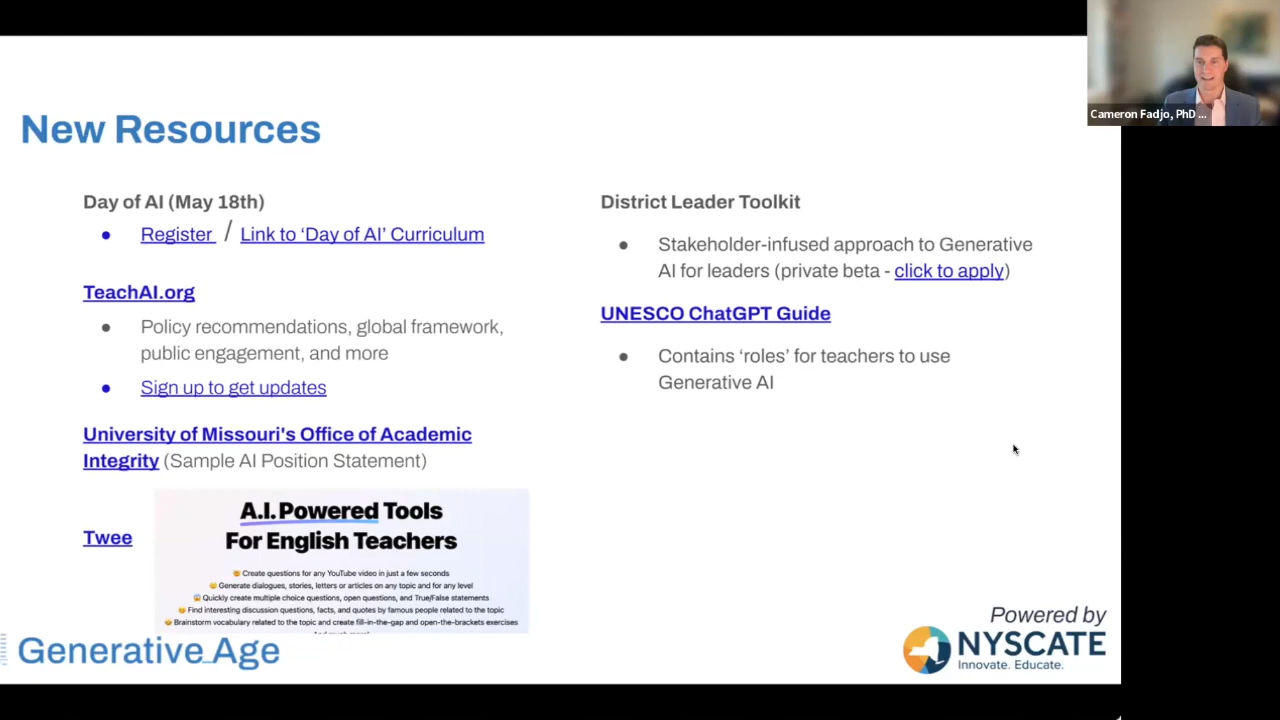 Cameron Fadjo, PhD ...
New Resources
Day of AI (May 18th)
● Register / Link to ‘Day of AI’ Curriculum
TeachAI.org
● Policy recommendations, global framework,
public engagement, and more
● Sign up to get updates
University of Missouri's Office of Academic
Integrity (Sample AI Position Statement)
Twee
A.I. Powered Tools
For English Teachers
Create questions for any YouTube video in just a few seconds
Generate dialogues, stories, letters or articles on any topic and for any level
Quickly create multiple choice questions, open questions, and True/False statements
Find interesting discussion questions, facts, and quotes by famous people related to the topic
Brainstorm vocabulary related to the topic and create fill-in-the-gap and open-the-brackets exercises
And much more!
District Leader Toolkit
● Stakeholder-infused approach to Generative
AI for leaders (private beta - click to apply)
UNESCO ChatGPT Guide
● Contains ‘roles’ for teachers to use
Generative AI
Generative_Age
Powered by
NYSCATE
Innovate. Educate.